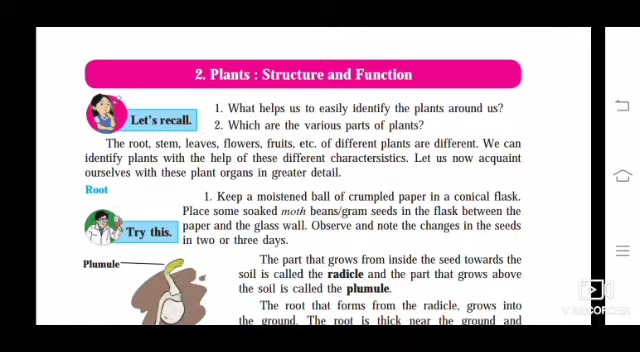 2. Plants : Structure and Function
Let's recall.
1. What helps us to easily identify the plants around us?
2. Which are the various parts of plants?
The root, stem, leaves, flowers, fruits, etc. of different plants are different. We can
identify plants with the help of these different charactersistics. Let us now acquaint
ourselves with these plant organs in greater detail.
Root
Try this.
1. Keep a moistened ball of crumpled paper in a conical flask.
Place some soaked moth beans/gram seeds in the flask between the
paper and the glass wall. Observe and note the changes in the seeds
in two or three days.
Plumule
The part that grows from inside the seed towards the
soil is called the radicle and the part that grows above
the soil is called the plumule.
The root that forms from the radicle, grows into
the ground. The root is thick near the ground and
V RECORDER